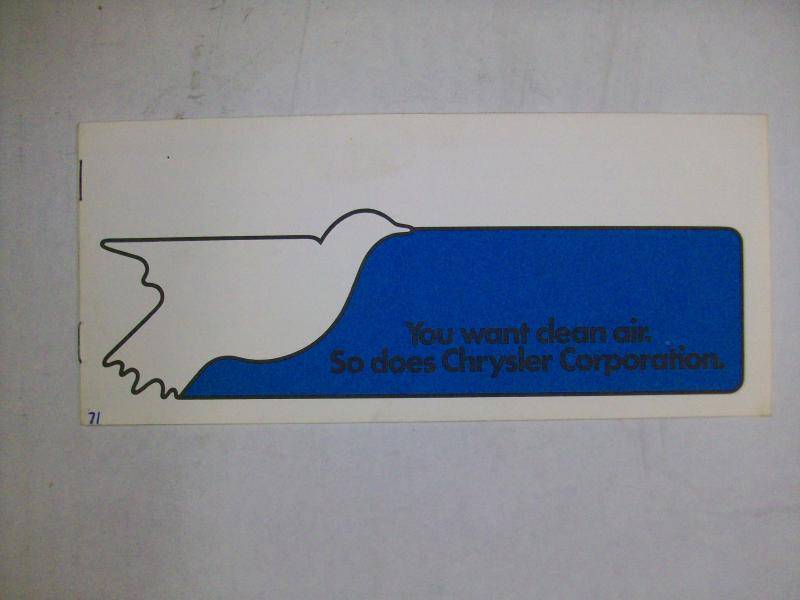 You want clean air.
So does Chrysler Corporation.
71